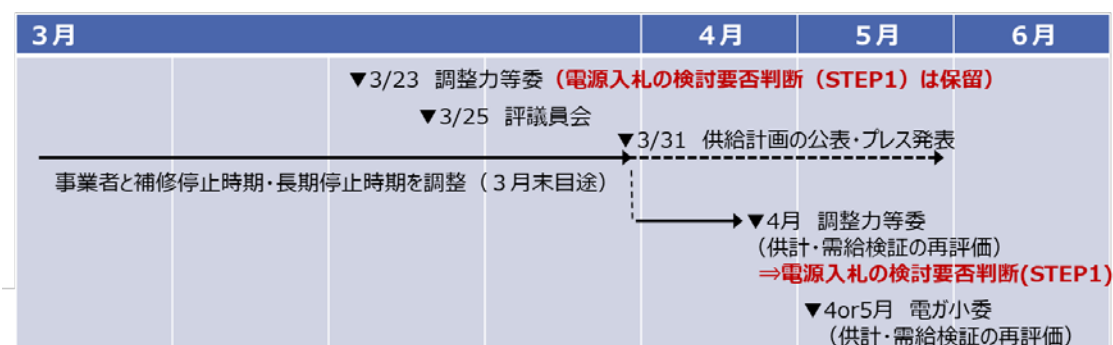 3月 4月 5月 6月
▼3/23 調整力等委（電源入札の検討要否判断（STEP1）は保留）
▼3/25 評議員会
▼3/31 供給計画の公表・プレス発表
事業者と補修停止時期・長期停止時期を調整（３月末目途）
▼4月 調整力等委
（供計・需給検証の再評価）
⇒電源入札の検討要否判断(STEP1)
▼4or5月 電ガ小委
（供計・需給検証の再評価）